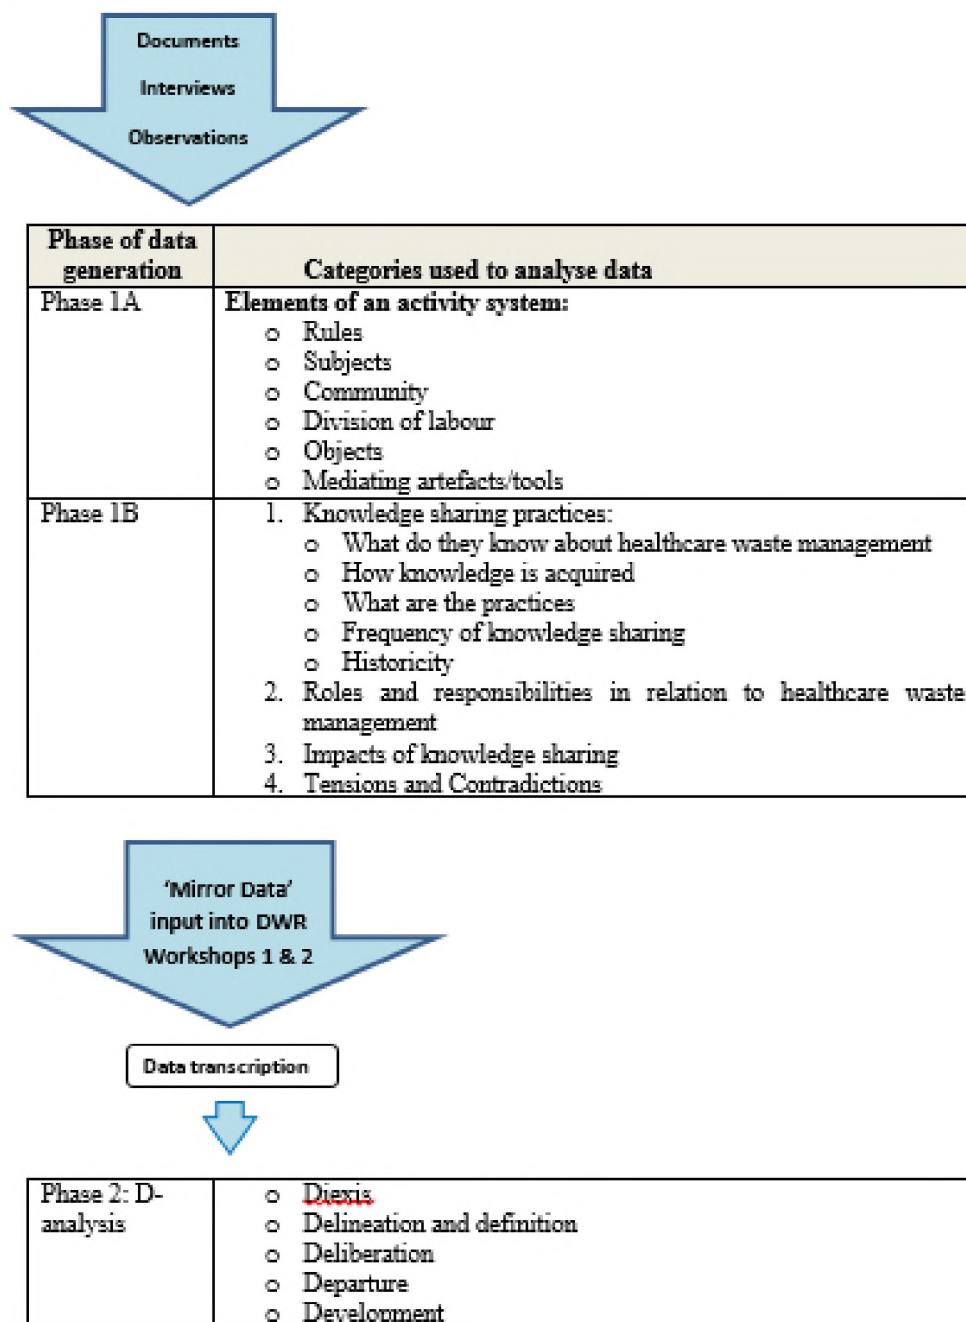 Documents
Interviews
Observations
Phase of data
generation
Categories used to analyse data
Phase 1A
Elements of an activity system:
o Rules
o Subjects
o Community
o Division of labour
o Objects
o Mediating artefacts/tools
Phase 1B
1. Knowledge sharing practices:
o What do they know about healthcare waste management
o How knowledge is acquired
o What are the practices
o Frequency of knowledge sharing
o Historicity
2. Roles and responsibilities in relation to healthcare waste
management
3. Impacts of knowledge sharing
4. Tensions and Contradictions
'Mirror Data'
input into DWR
Workshops 1 & 2
Data transcription
Phase 2: D-
analysis
o Diexis
o Delineation and definition
o Deliberation
o Departure
o Development